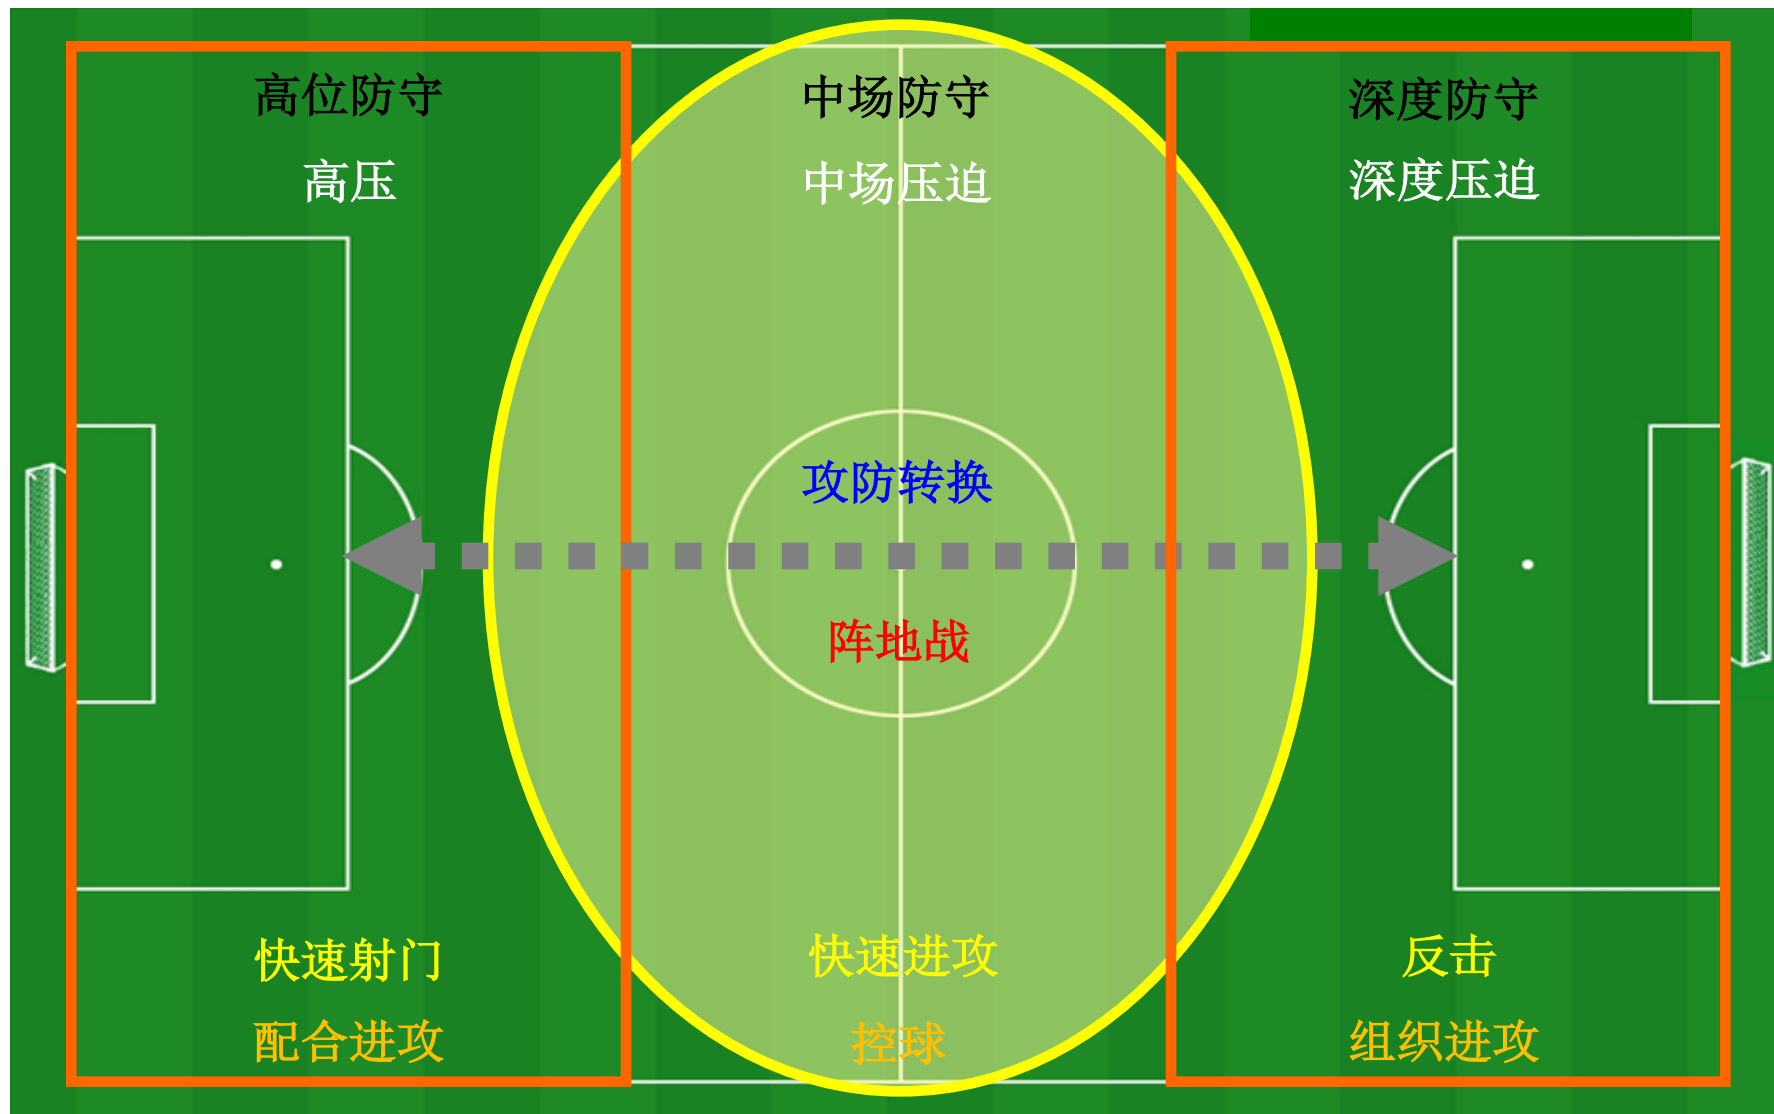 高位防守
中场防守
深度防守
高压
中场压迫
深度压迫
攻防转换
阵地战
快速射门
快速进攻
反击
配合进攻
控球
组织进攻